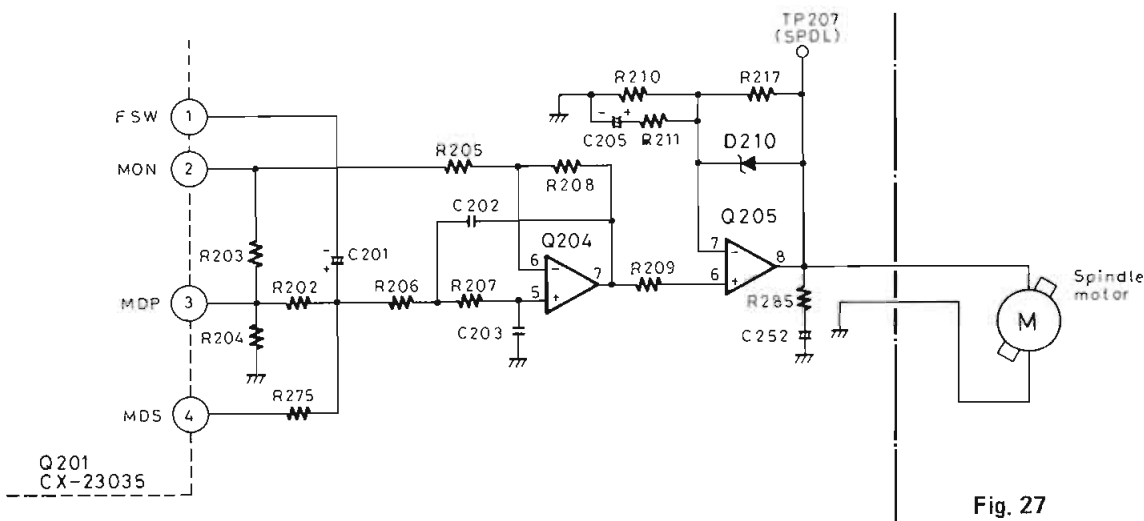 TP207
(SPDL)
R210
R217
FSW
1
-
+
C205
R211
D210
MON
2
R205
R208
C202
Q205
Q204
R203
-
+
C201
7
-
8
6
-
7
R209
6
+
Spindle
motor
MDP
3
R202
R206
R207
5
+
R285
M
R204
C203
C252
MDS
4
R275
Q201
CX-23035
Fig. 27